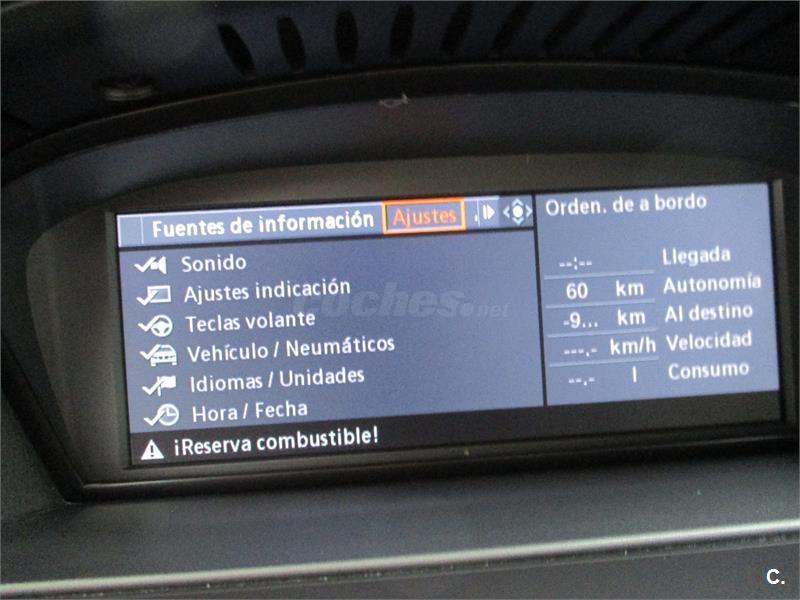 Fuentes de información Ajustes
Sonido
Ajustes indicación
Teclas volante
Vehículo / Neumáticos
Idiomas / Unidades
Hora / Fecha
¡Reserva combustible!
Orden. de a bordo
--:-- Llegada
60 km Autonomía
-9... km Al destino
---.- km/h Velocidad
--.- l Consumo
coches.net
C.